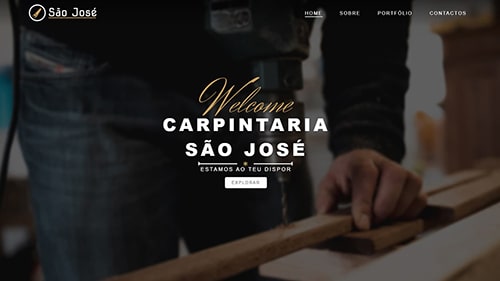 São José
HOME SOBRE PORTFÓLIO CONTACTOS
Welcome
CARPINTARIA
SÃO JOSÉ
ESTAMOS AO TEU DISPOR
EXPLORAR